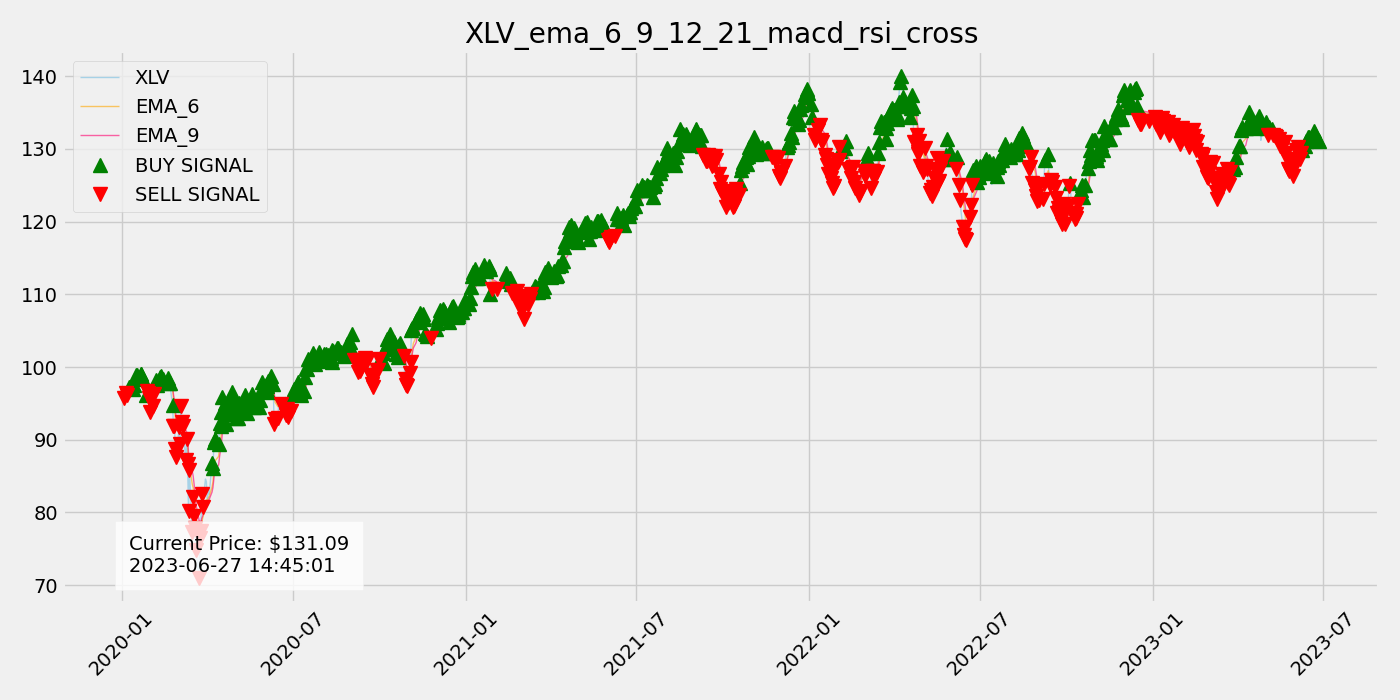 XLV_ema_6_9_12_21_macd_rsi_cross
XLV
EMA_6
EMA_9
BUY SIGNAL
SELL SIGNAL
140
130
120
110
100
90
80
70
Current Price: $131.09
2023-06-27 14:45:01
2020-01
2020-07
2021-01
2021-07
2022-01
2022-07
2023-01
2023-07